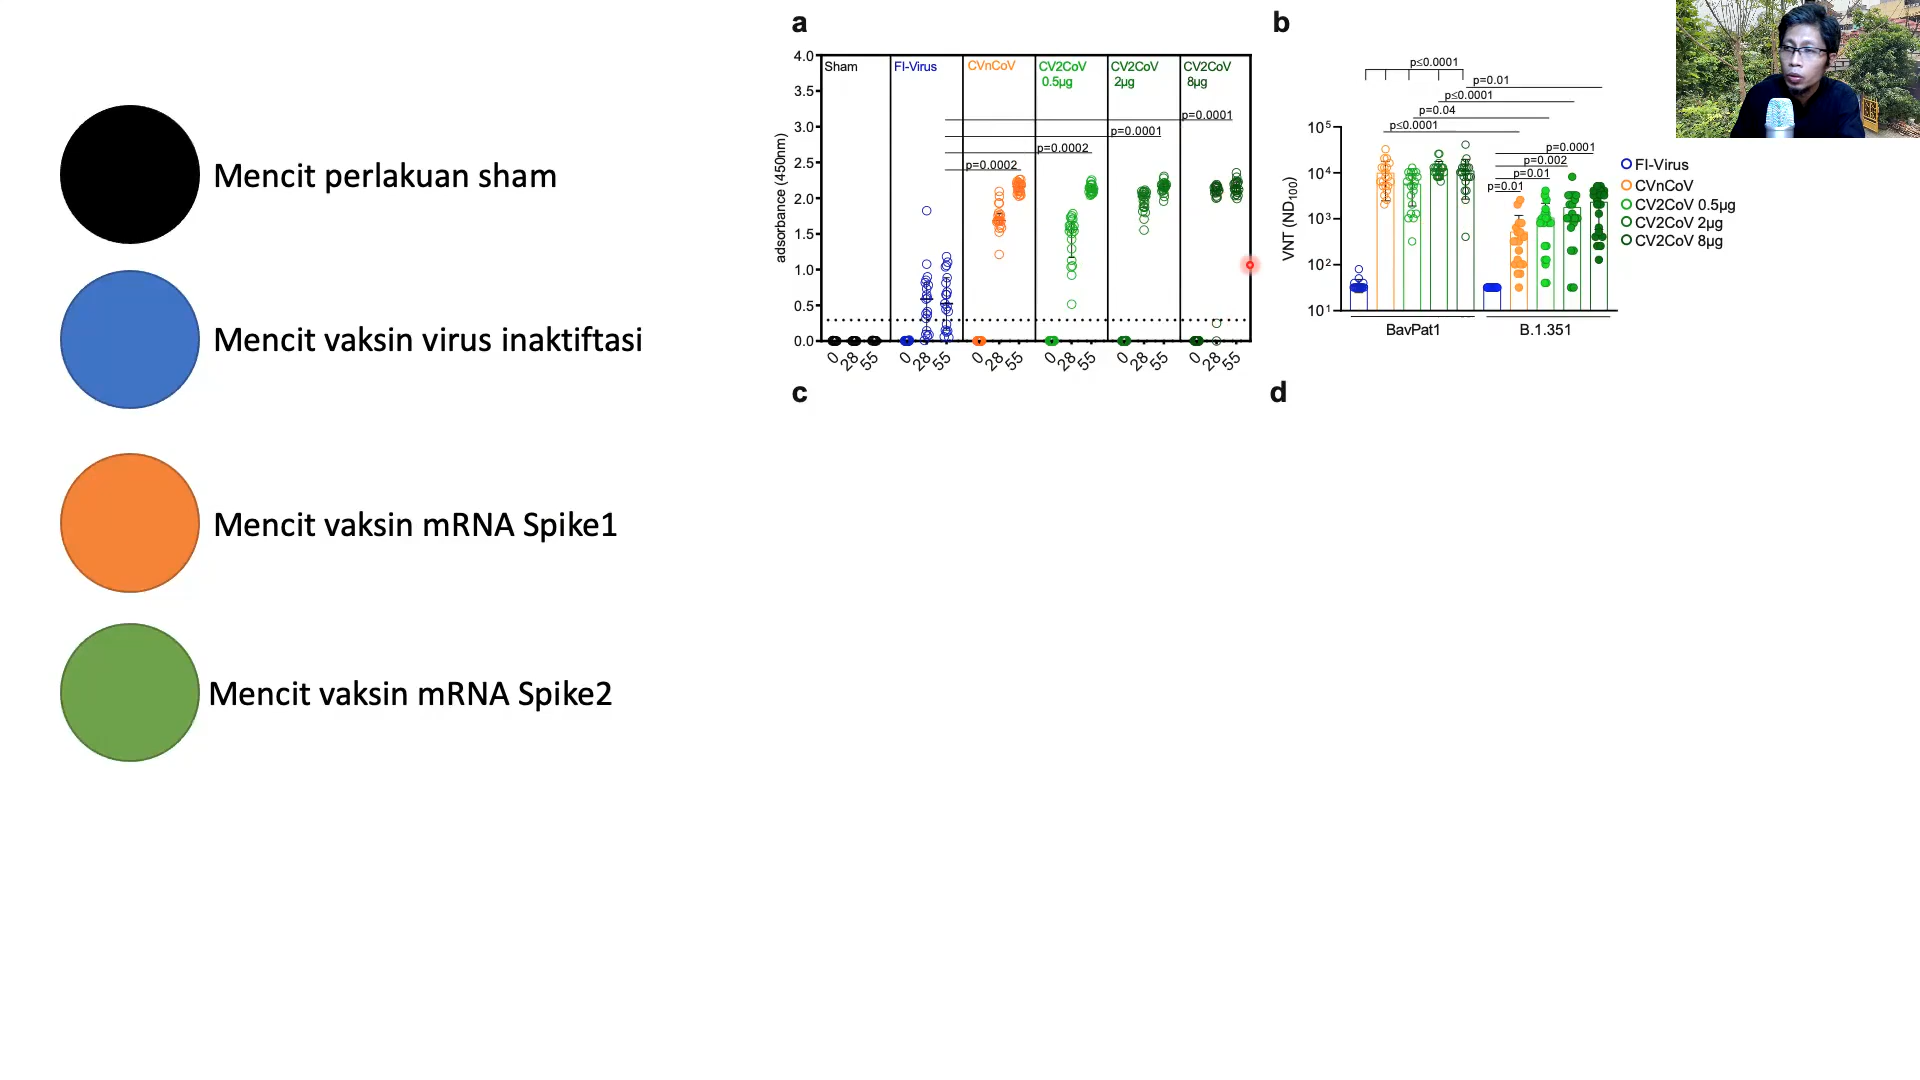 Mencit perlakuan sham
Mencit vaksin virus inaktiftasi
Mencit vaksin mRNA Spike1
Mencit vaksin mRNA Spike2
a
adsorbance (450nm)
4.0
3.5
3.0
2.5
2.0
1.5
1.0
0.5
0.0
Sham
FI-Virus
CVnCoV
CV2CoV
0.5µg
CV2CoV
2µg
CV2CoV
8µg
p=0.0001
p=0.0001
p=0.0002
p=0.0002
0 28 55
0 28 55
0 28 55
0 28 55
0 28 55
0 28 55
b
VNT (ND100)
10⁵
10⁴
10³
10²
10¹
p≤0.0001
p=0.01
p≤0.0001
p=0.04
p≤0.0001
p=0.0001
p=0.002
p=0.01
p=0.01
BavPat1
B.1.351
FI-Virus
CVnCoV
CV2CoV 0.5µg
CV2CoV 2µg
CV2CoV 8µg
c
d